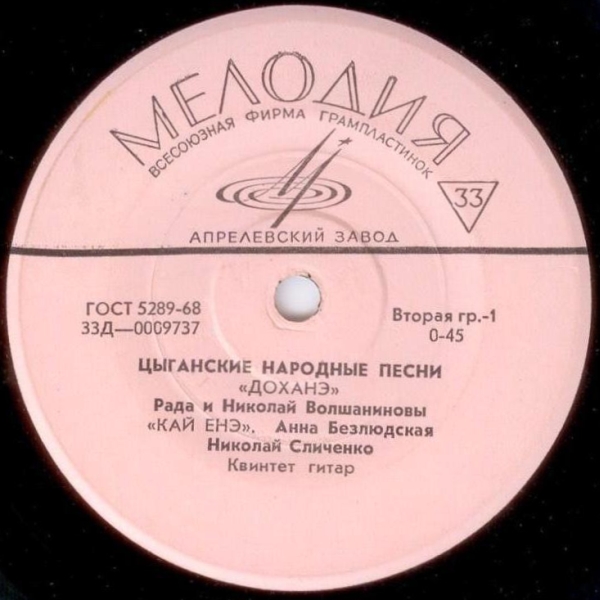 МЕЛОДИЯ
ВСЕСОЮЗНАЯ ФИРМА ГРАМПЛАСТИНОК
33
АПРЕЛЕВСКИЙ ЗАВОД
ГОСТ 5289-68
33Д—0009737
Вторая гр.-1
0-45
ЦЫГАНСКИЕ НАРОДНЫЕ ПЕСНИ
«ДОХАНЭ»
Рада и Николай Волшаниновы
«КАЙ ЕНЭ». Анна Безлюдская
Николай Сличенко
Квинтет гитар